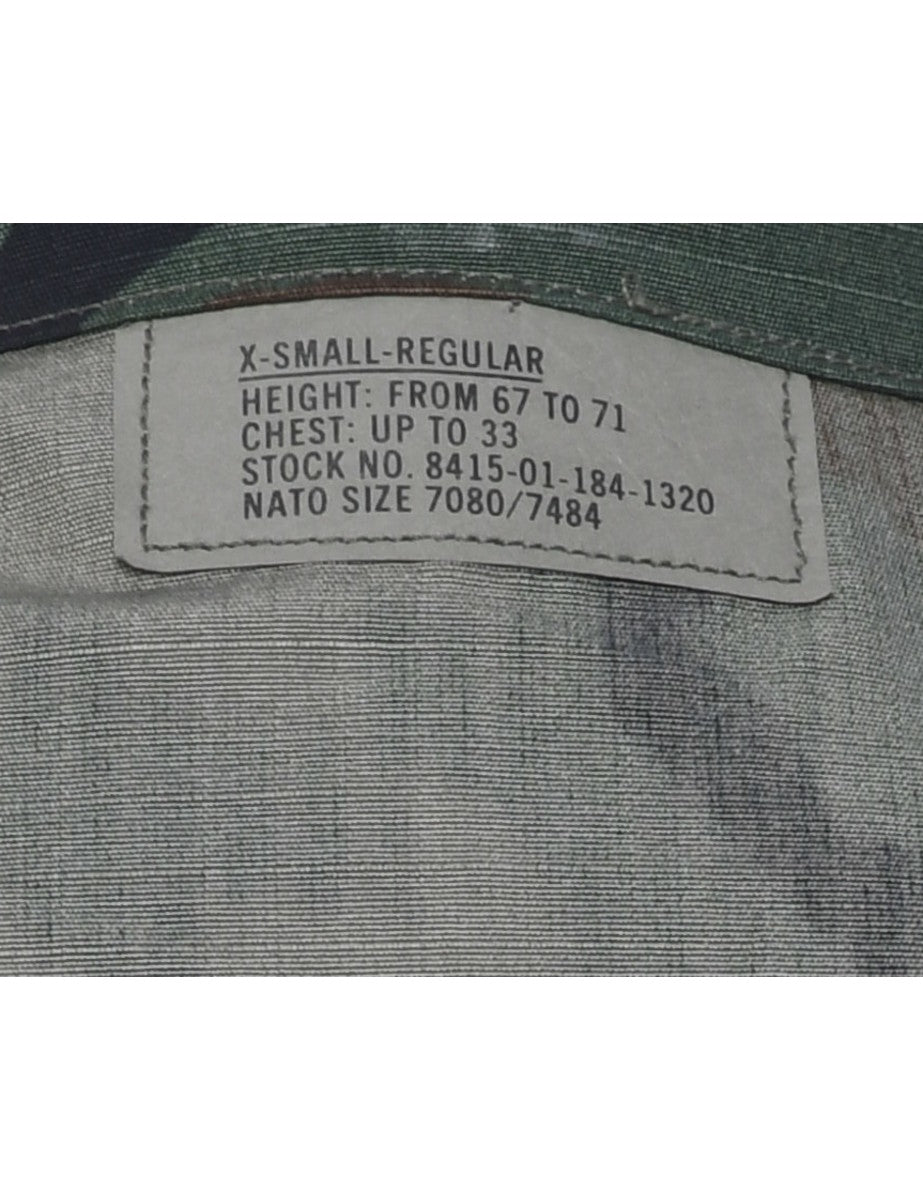 X-SMALL-REGULAR
HEIGHT: FROM 67 TO 71
CHEST: UP TO 33
STOCK NO. 8415-01-184-1320
NATO SIZE 7080/7484